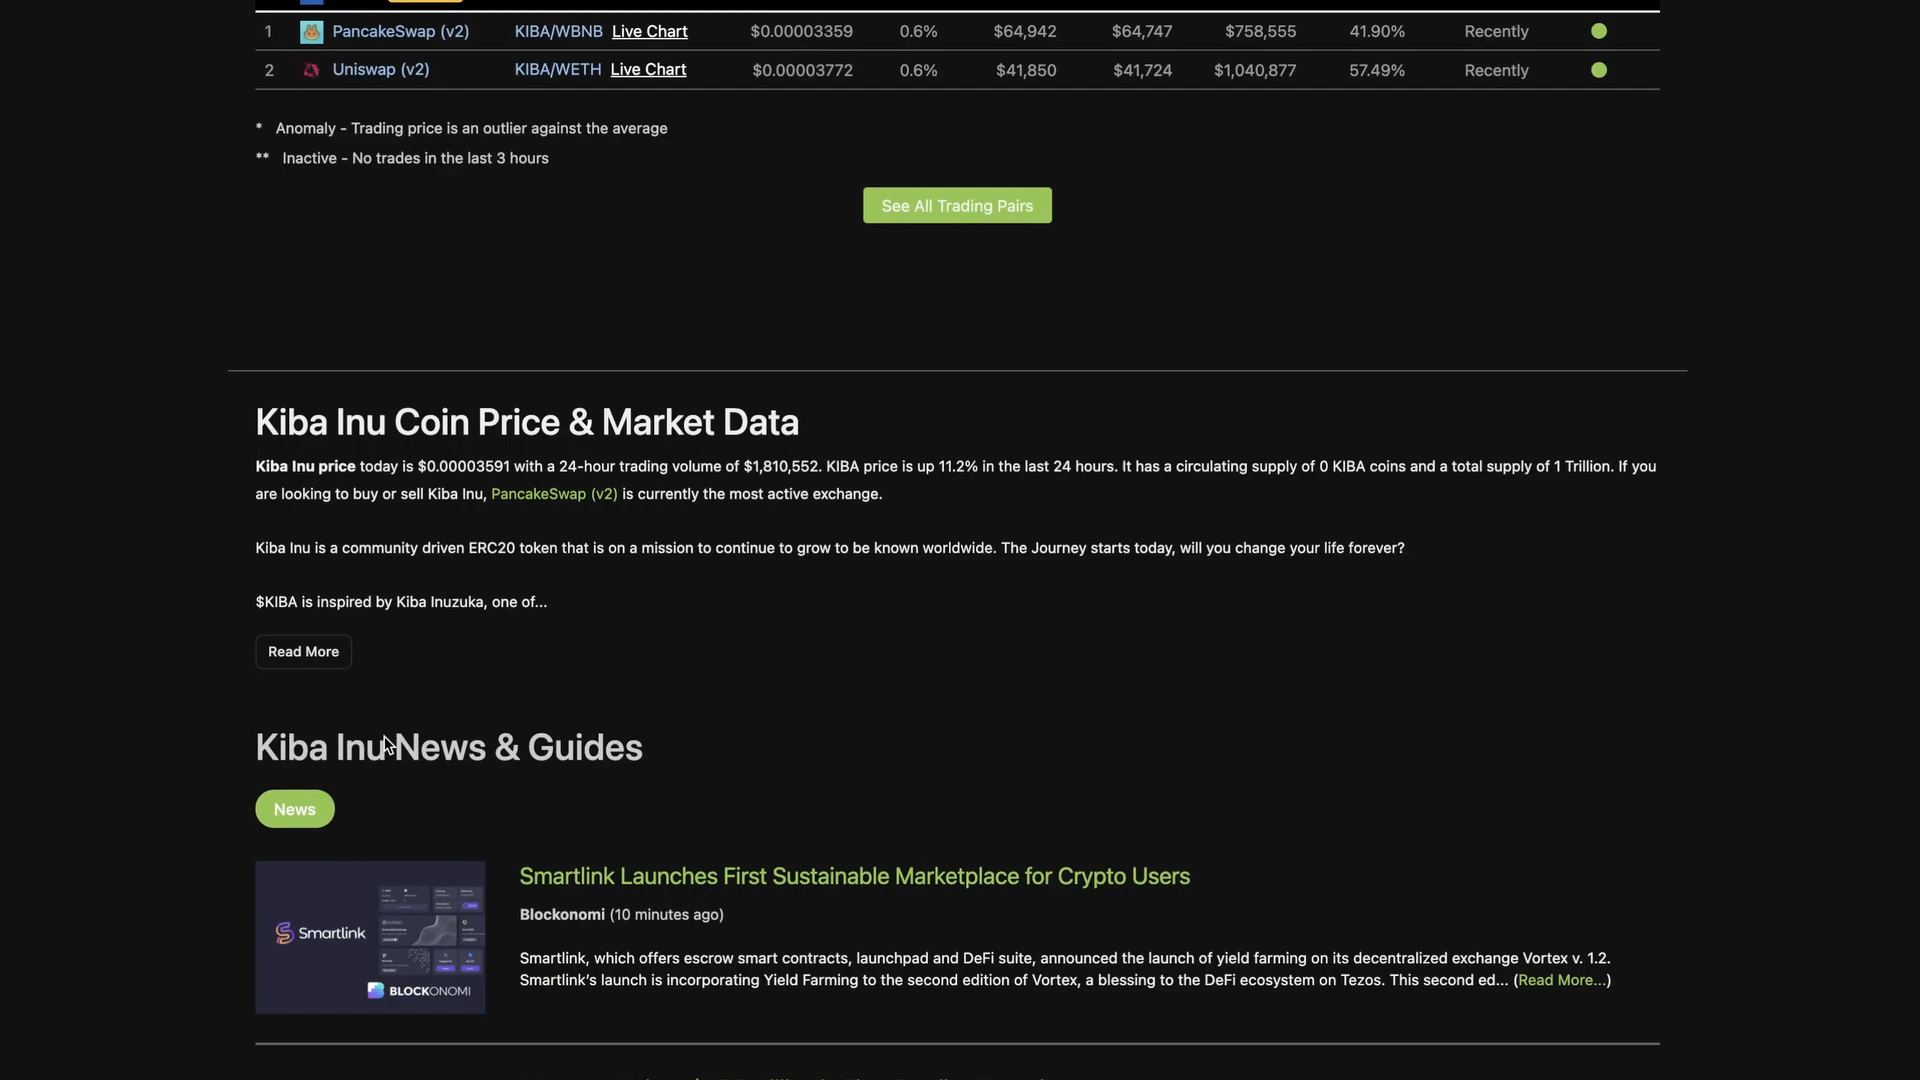 1 PancakeSwap (v2) KIBA/WBNB Live Chart $0.00003359 0.6% $64,942 $64,747 $758,555 41.90% Recently
2 Uniswap (v2) KIBA/WETH Live Chart $0.00003772 0.6% $41,850 $41,724 $1,040,877 57.49% Recently
* Anomaly - Trading price is an outlier against the average
** Inactive - No trades in the last 3 hours
See All Trading Pairs
Kiba Inu Coin Price & Market Data
Kiba Inu price today is $0.00003591 with a 24-hour trading volume of $1,810,552. KIBA price is up 11.2% in the last 24 hours. It has a circulating supply of 0 KIBA coins and a total supply of 1 Trillion. If you
are looking to buy or sell Kiba Inu, PancakeSwap (v2) is currently the most active exchange.
Kiba Inu is a community driven ERC20 token that is on a mission to continue to grow to be known worldwide. The Journey starts today, will you change your life forever?
$KIBA is inspired by Kiba Inuzuka, one of...
Read More
Kiba Inu News & Guides
News
Smartlink
BLOCKONOMI
Smartlink Launches First Sustainable Marketplace for Crypto Users
Blockonomi (10 minutes ago)
Smartlink, which offers escrow smart contracts, launchpad and DeFi suite, announced the launch of yield farming on its decentralized exchange Vortex v. 1.2.
Smartlink's launch is incorporating Yield Farming to the second edition of Vortex, a blessing to the DeFi ecosystem on Tezos. This second ed... (Read More...)